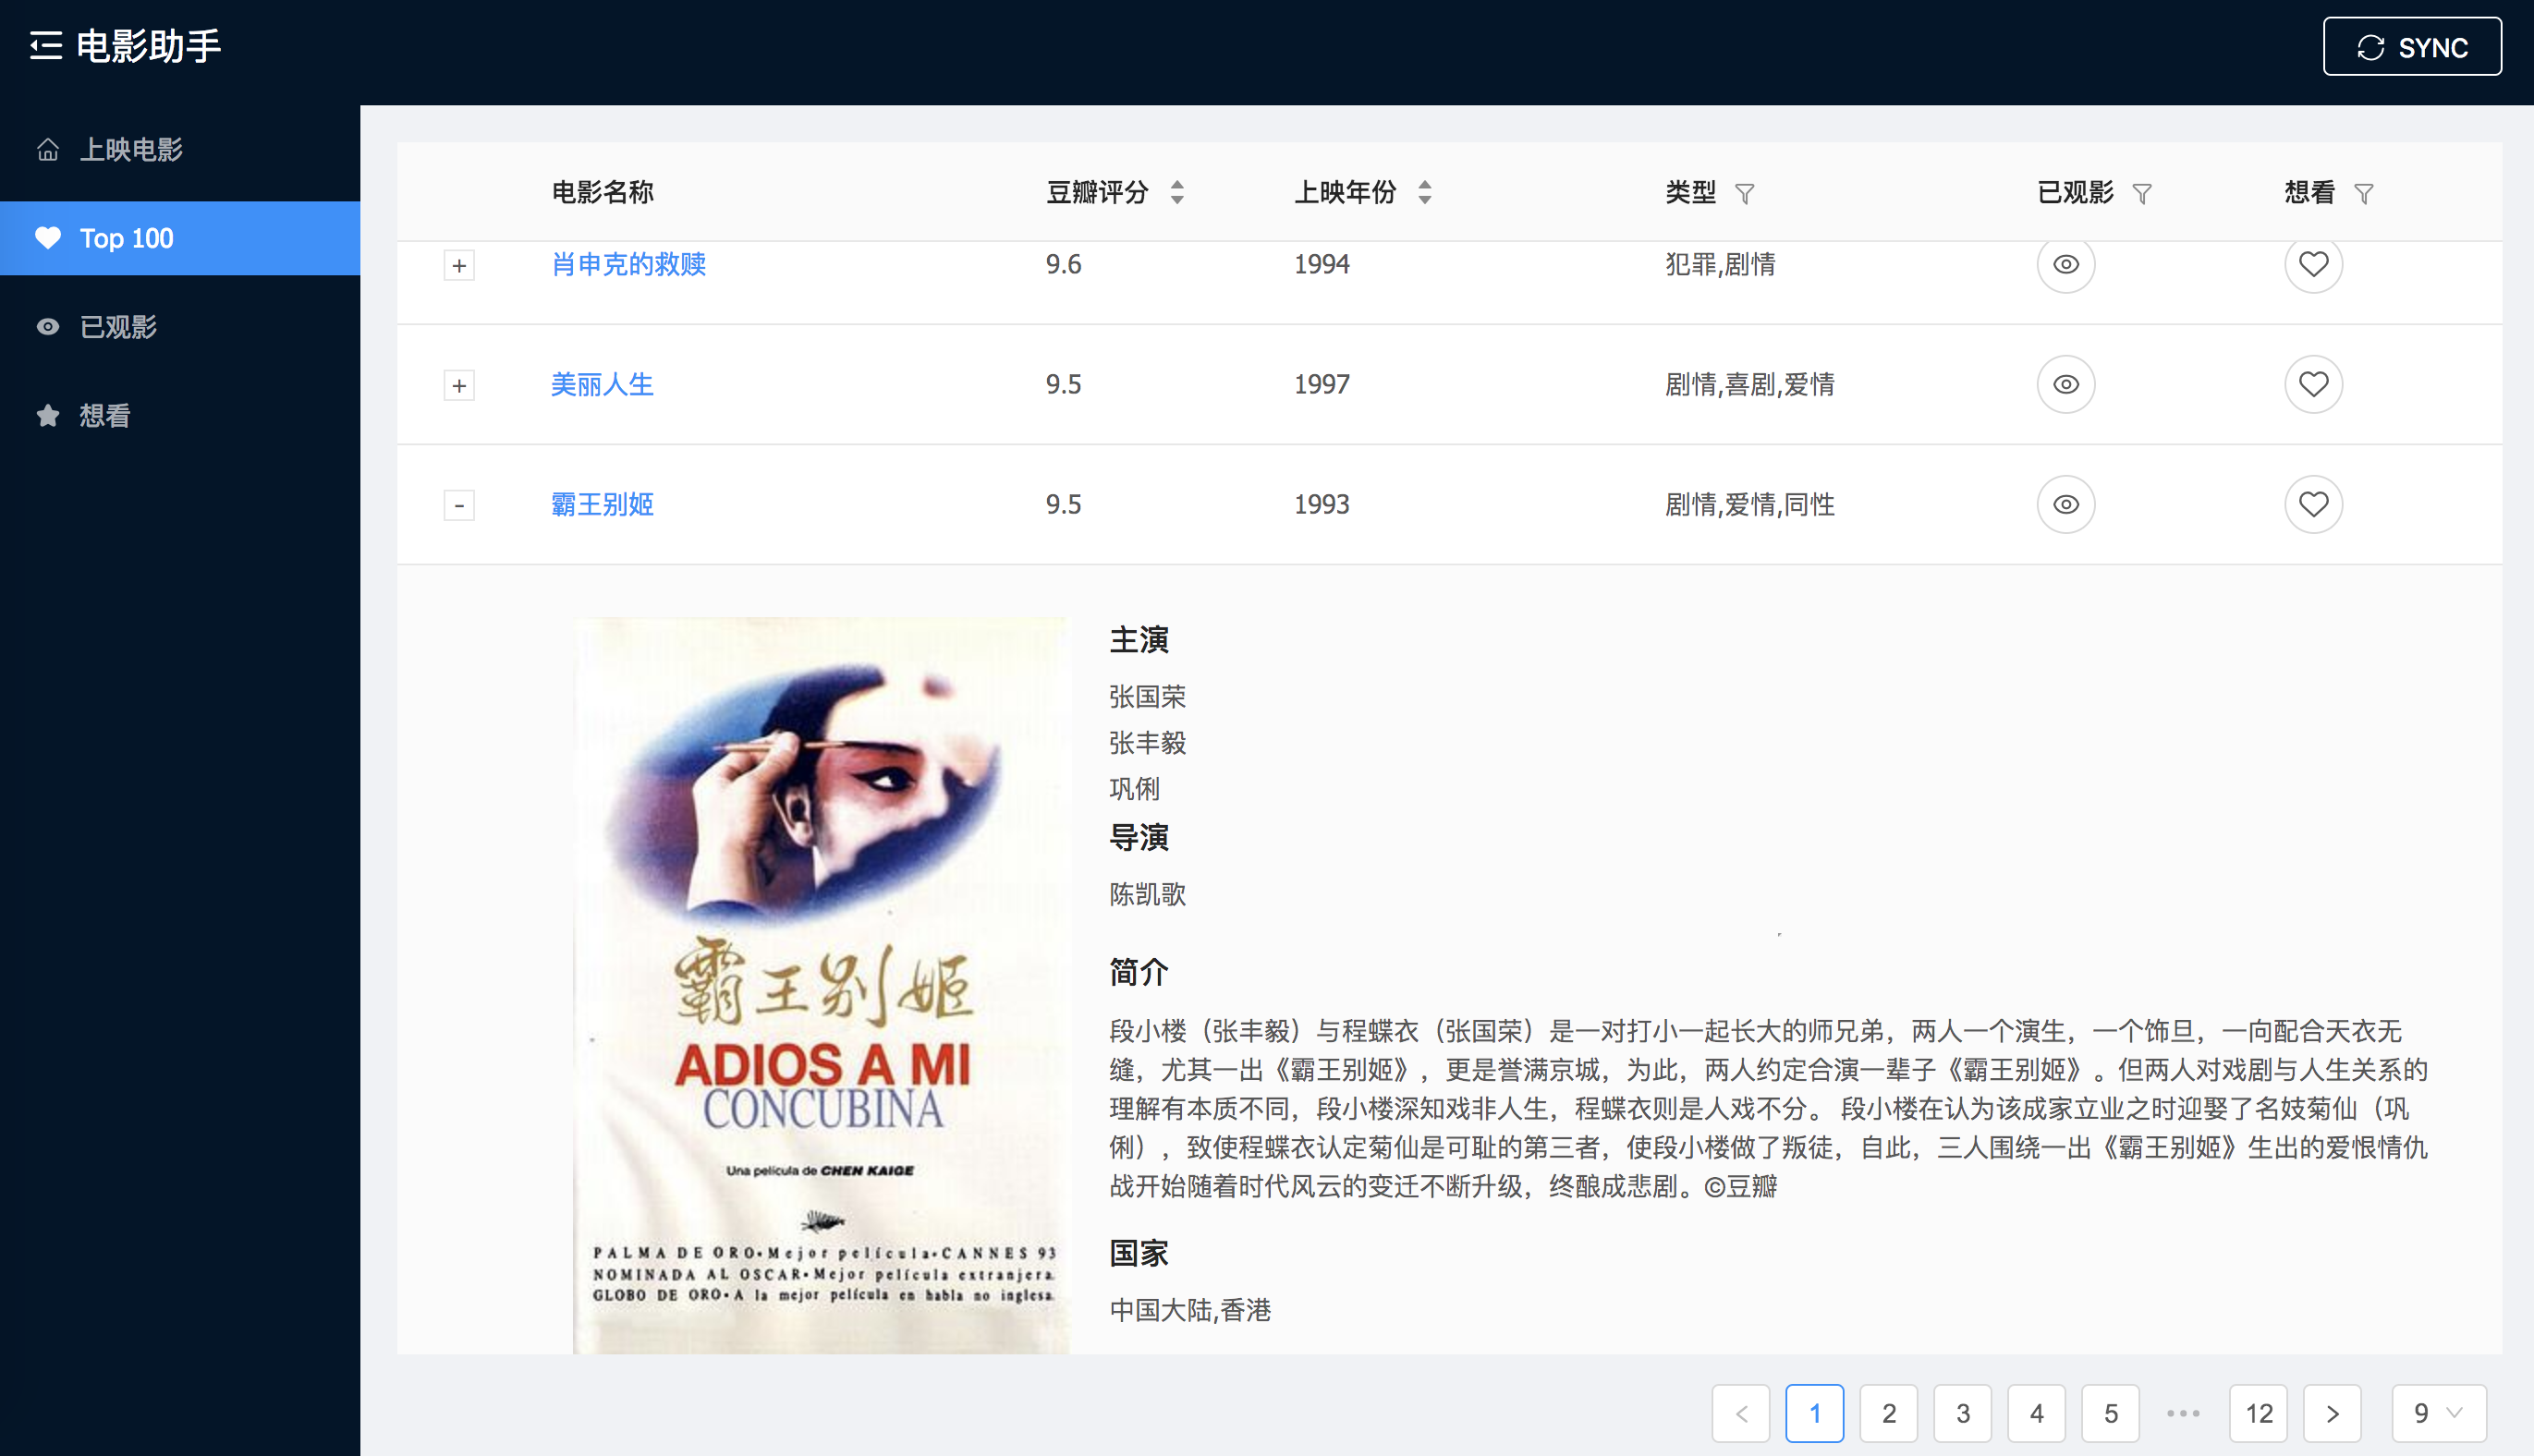 电影助手
SYNC
上映电影
Top 100
已观影
想看
电影名称 豆瓣评分 上映年份 类型 已观影 想看
+ 肖申克的救赎 9.6 1994 犯罪,剧情
+ 美丽人生 9.5 1997 剧情,喜剧,爱情
- 霸王别姬 9.5 1993 剧情,爱情,同性
霸王别姬
ADIOS A MI
CONCUBINA
Una película de CHEN KAIGE
PALMA DE ORO•Mejor película•CANNES 93
NOMINADA AL OSCAR•Mejor película extranjera.
GLOBO DE ORO•A la mejor película en habla no inglesa.
主演
张国荣
张丰毅
巩俐
导演
陈凯歌
简介
段小楼（张丰毅）与程蝶衣（张国荣）是一对打小一起长大的师兄弟，两人一个演生，一个饰旦，一向配合天衣无
缝，尤其一出《霸王别姬》，更是誉满京城，为此，两人约定合演一辈子《霸王别姬》。但两人对戏剧与人生关系的
理解有本质不同，段小楼深知戏非人生，程蝶衣则是人戏不分。 段小楼在认为该成家立业之时迎娶了名妓菊仙（巩
俐），致使程蝶衣认定菊仙是可耻的第三者，使段小楼做了叛徒，自此，三人围绕一出《霸王别姬》生出的爱恨情仇
战开始随着时代风云的变迁不断升级，终酿成悲剧。©豆瓣
国家
中国大陆,香港
< 1 2 3 4 5 ••• 12 > 9